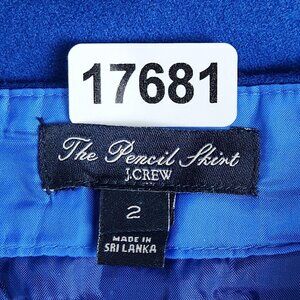 17681
The Pencil Skirt
J.CREW
2
MADE IN
SRI LANKA